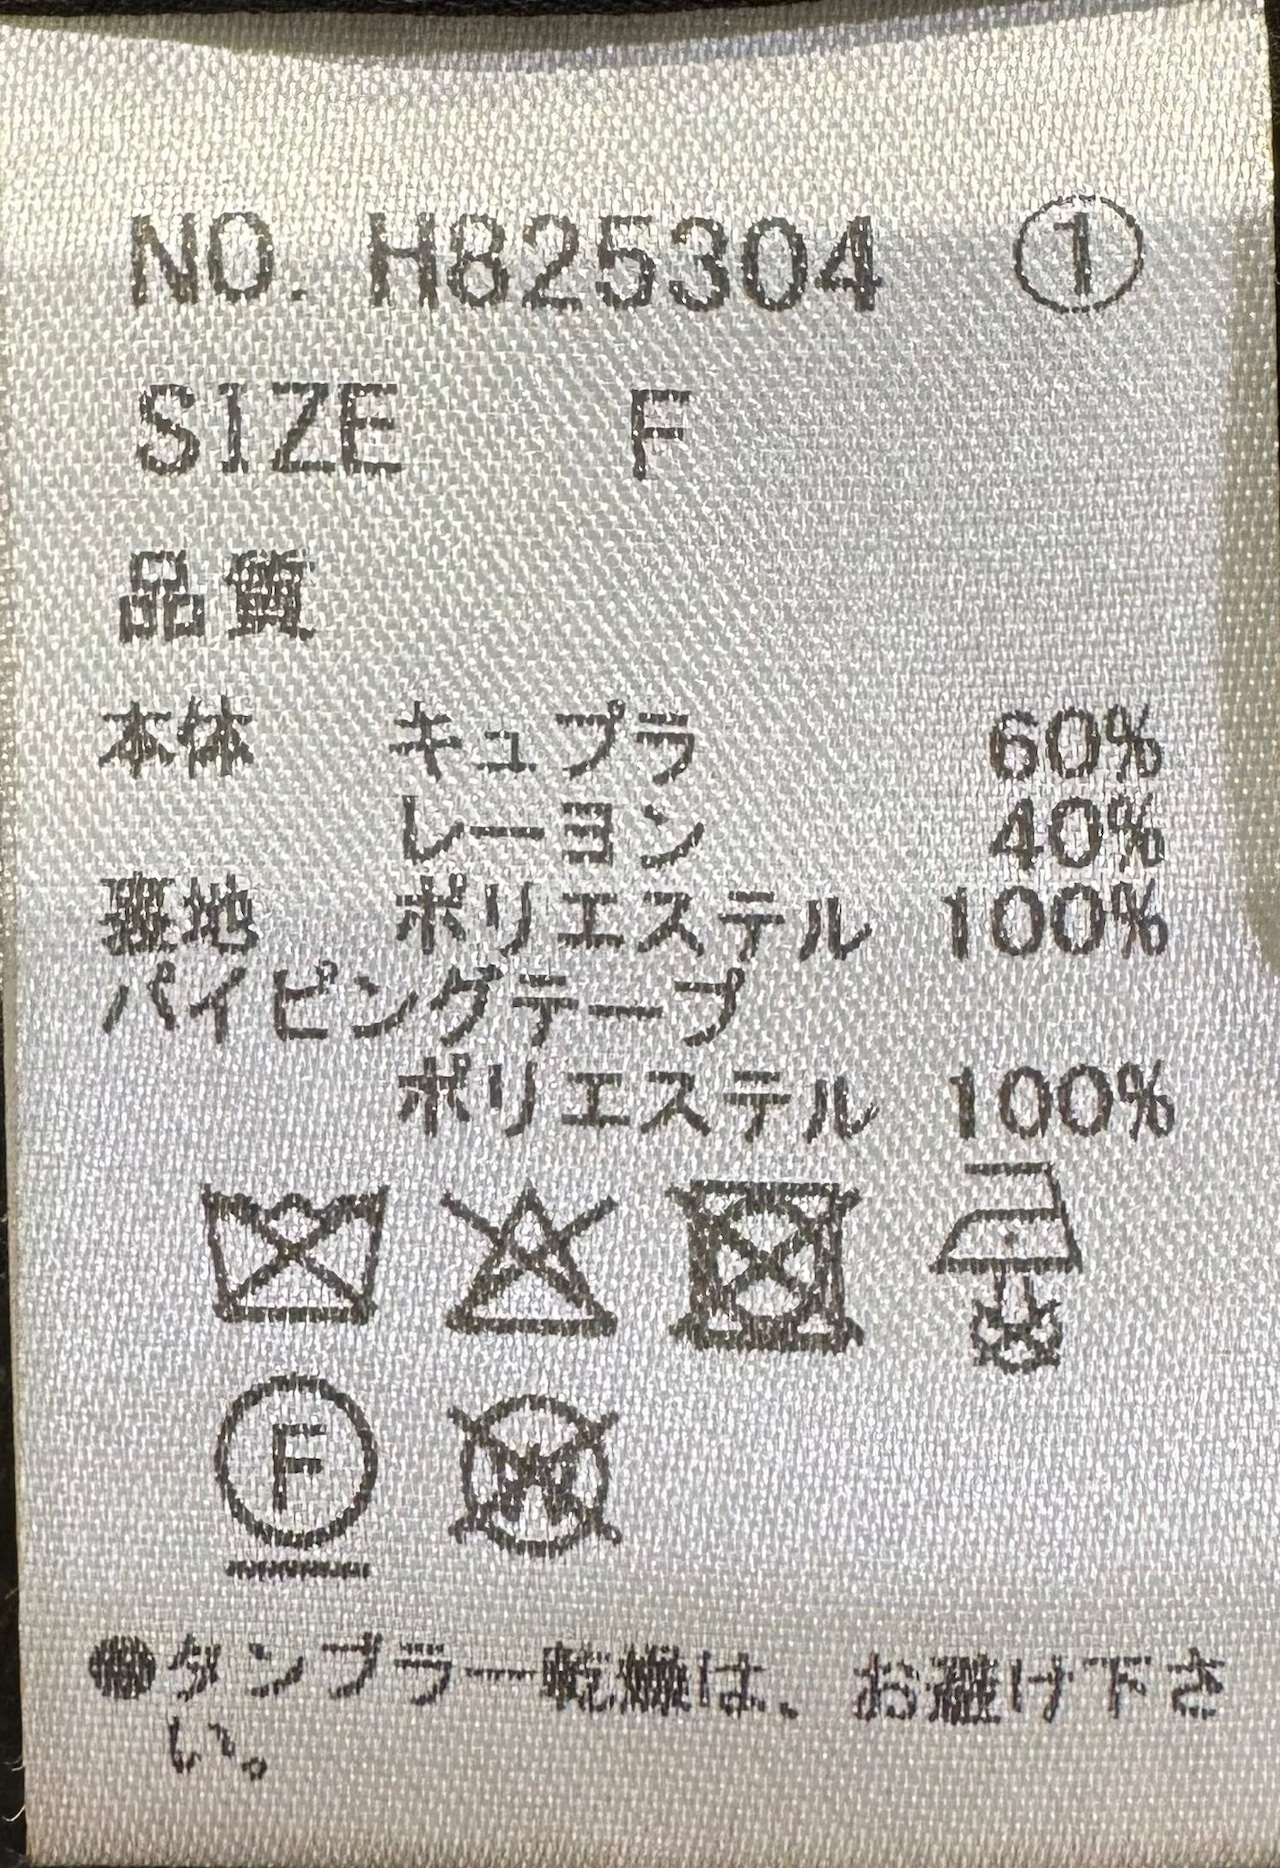 NO. H825304 ①
SIZE F
品質
本体 キュプラ 60%
レーヨン 40%
裏地 ポリエステル 100%
パイピングテープ
ポリエステル 100%
F
●タンブラー乾燥は、お避け下さ
い。